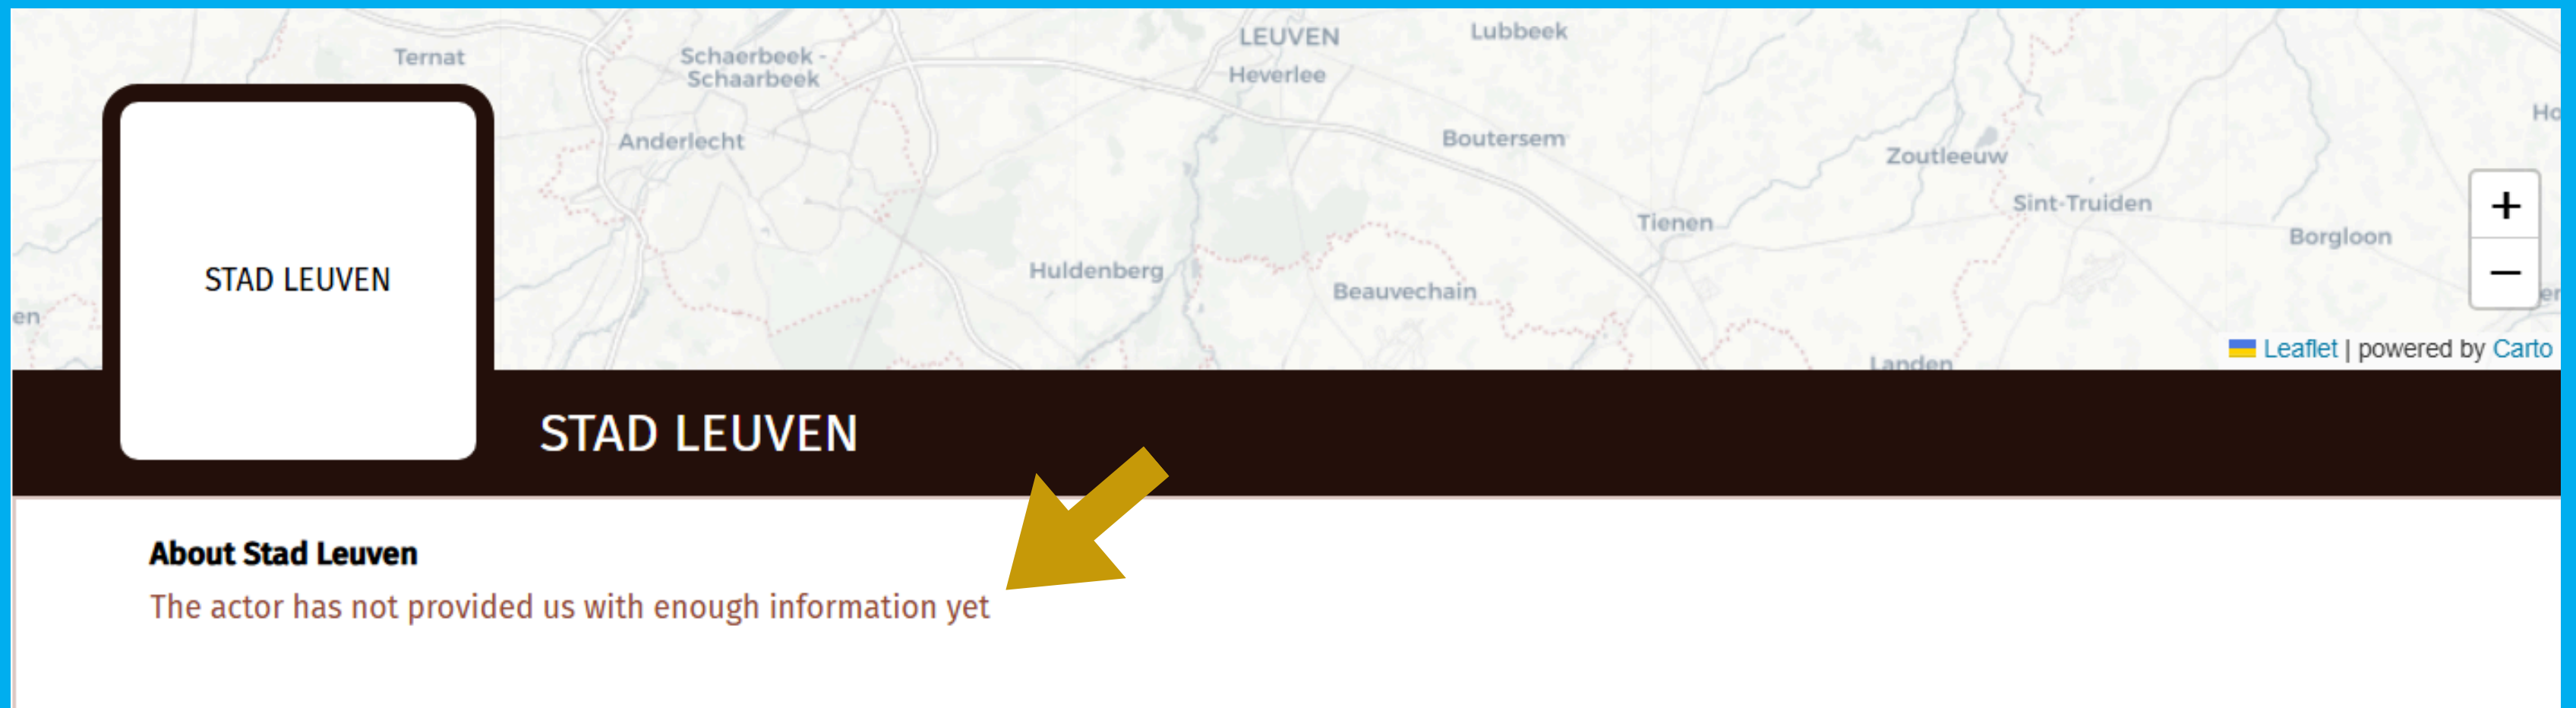 LEUVEN
Lubbeek
Ternat
Schaerbeek -
Schaarbeek
Heverlee
Anderlecht
Boutersem
Zoutleeuw
Sint-Truiden
Tienen
Borgloon
Huldenberg
Beauvechain
Landen
+
−
Leaflet | powered by Carto
STAD LEUVEN
STAD LEUVEN
About Stad Leuven
The actor has not provided us with enough information yet